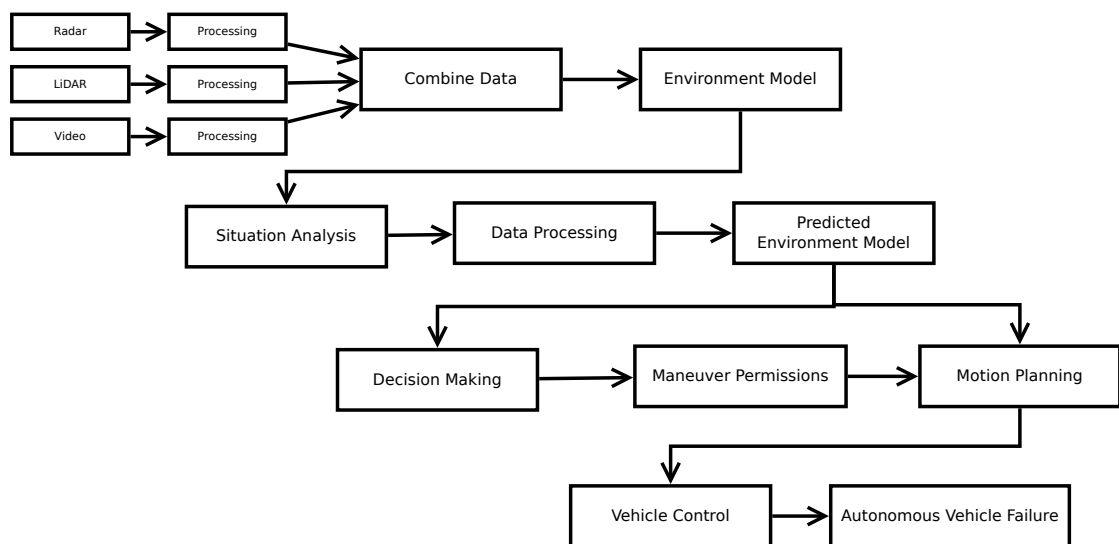 Radar
Processing
LiDAR
Processing
Video
Processing
Combine Data
Environment Model
Situation Analysis
Data Processing
Predicted
Environment Model
Decision Making
Maneuver Permissions
Motion Planning
Vehicle Control
Autonomous Vehicle Failure